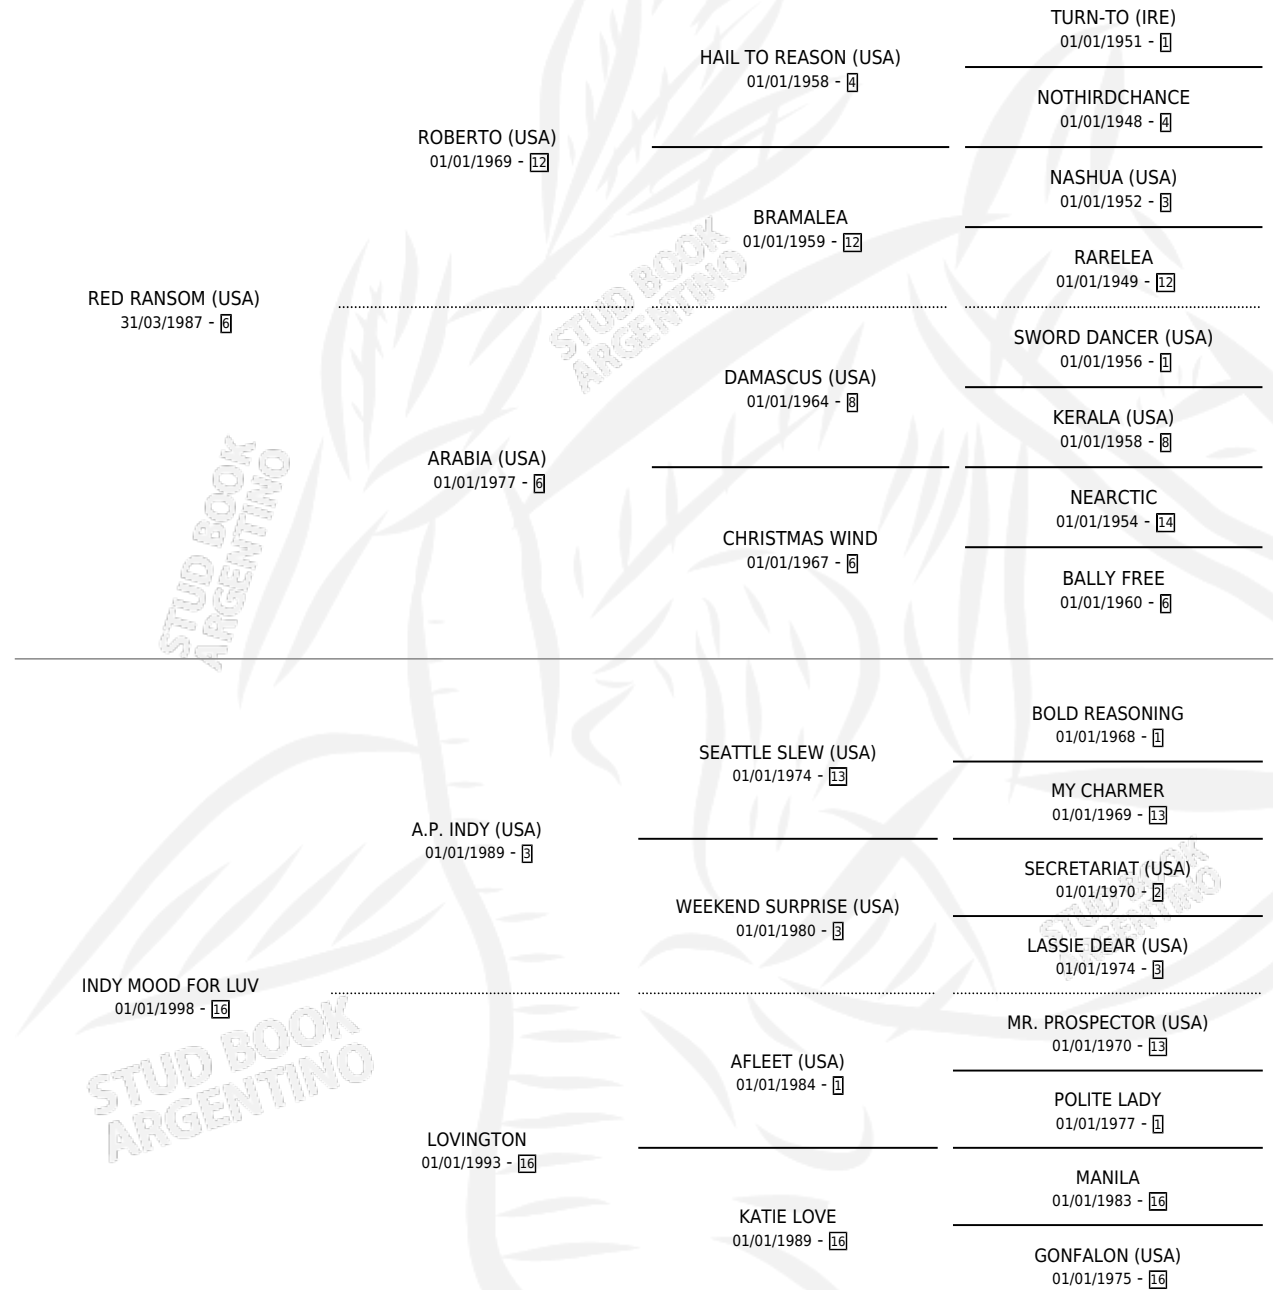 TURN-TO (IRE)
01/01/1951 - 1
HAIL TO REASON (USA)
01/01/1958 - 4
NOTHIRDCHANCE
01/01/1948 - 4
ROBERTO (USA)
01/01/1969 - 12
NASHUA (USA)
01/01/1952 - 3
BRAMALEA
01/01/1959 - 12
RARELEA
01/01/1949 - 12
RED RANSOM (USA)
31/03/1987 - 6
STUD BOOK
ARGENTINO
SWORD DANCER (USA)
01/01/1956 - 1
DAMASCUS (USA)
01/01/1964 - 8
KERALA (USA)
01/01/1958 - 8
ARABIA (USA)
01/01/1977 - 6
NEARCTIC
01/01/1954 - 14
CHRISTMAS WIND
01/01/1967 - 6
BALLY FREE
01/01/1960 - 6
STUD BOOK
ARGENTINO
BOLD REASONING
01/01/1968 - 1
SEATTLE SLEW (USA)
01/01/1974 - 13
MY CHARMER
01/01/1969 - 13
A.P. INDY (USA)
01/01/1989 - 3
SECRETARIAT (USA)
01/01/1970 - 2
WEEKEND SURPRISE (USA)
01/01/1980 - 3
STUD BOOK
ARGENTINO
LASSIE DEAR (USA)
01/01/1974 - 3
INDY MOOD FOR LUV
01/01/1998 - 16
STUD BOOK
ARGENTINO
MR. PROSPECTOR (USA)
01/01/1970 - 13
AFLEET (USA)
01/01/1984 - 1
POLITE LADY
01/01/1977 - 1
LOVINGTON
01/01/1993 - 16
MANILA
01/01/1983 - 16
KATIE LOVE
01/01/1989 - 16
GONFALON (USA)
01/01/1975 - 16